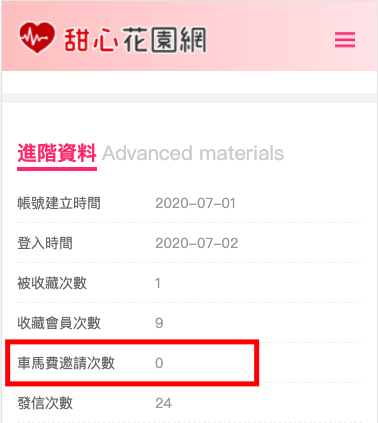 甜心花園網
進階資料 Advanced materials
帳號建立時間 2020-07-01
登入時間 2020-07-02
被收藏次數 1
收藏會員次數 9
車馬費邀請次數 0
發信次數 24